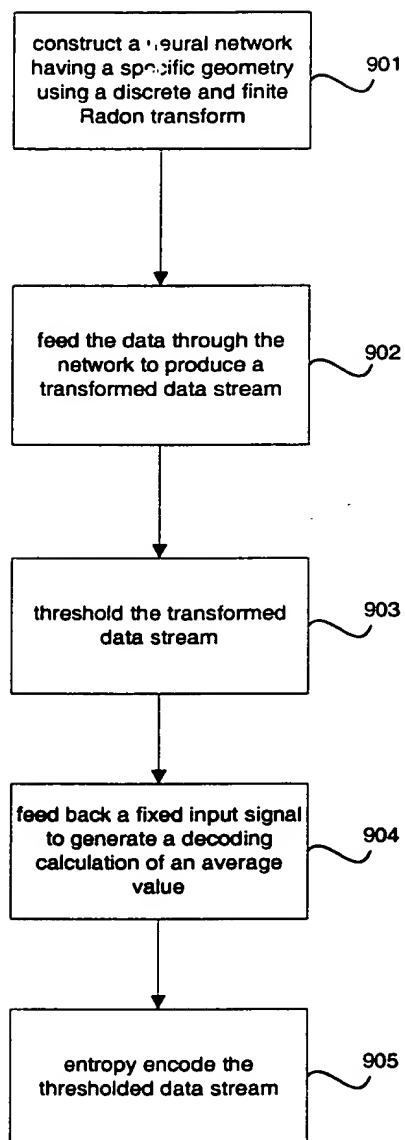 construct a neural network
having a specific geometry
using a discrete and finite
Radon transform
901
feed the data through the
network to produce a
transformed data stream
902
threshold the transformed
data stream
903
feed back a fixed input signal
to generate a decoding
calculation of an average
value
904
entropy encode the
thresholded data stream
905